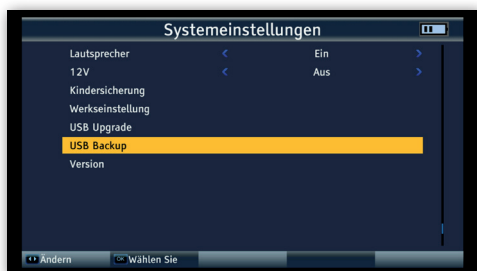 Systemeinstellungen
Lautsprecher Ein
12V Aus
Kindersicherung
Werkseinstellung
USB Upgrade
USB Backup
Version
Ändern OK Wählen Sie